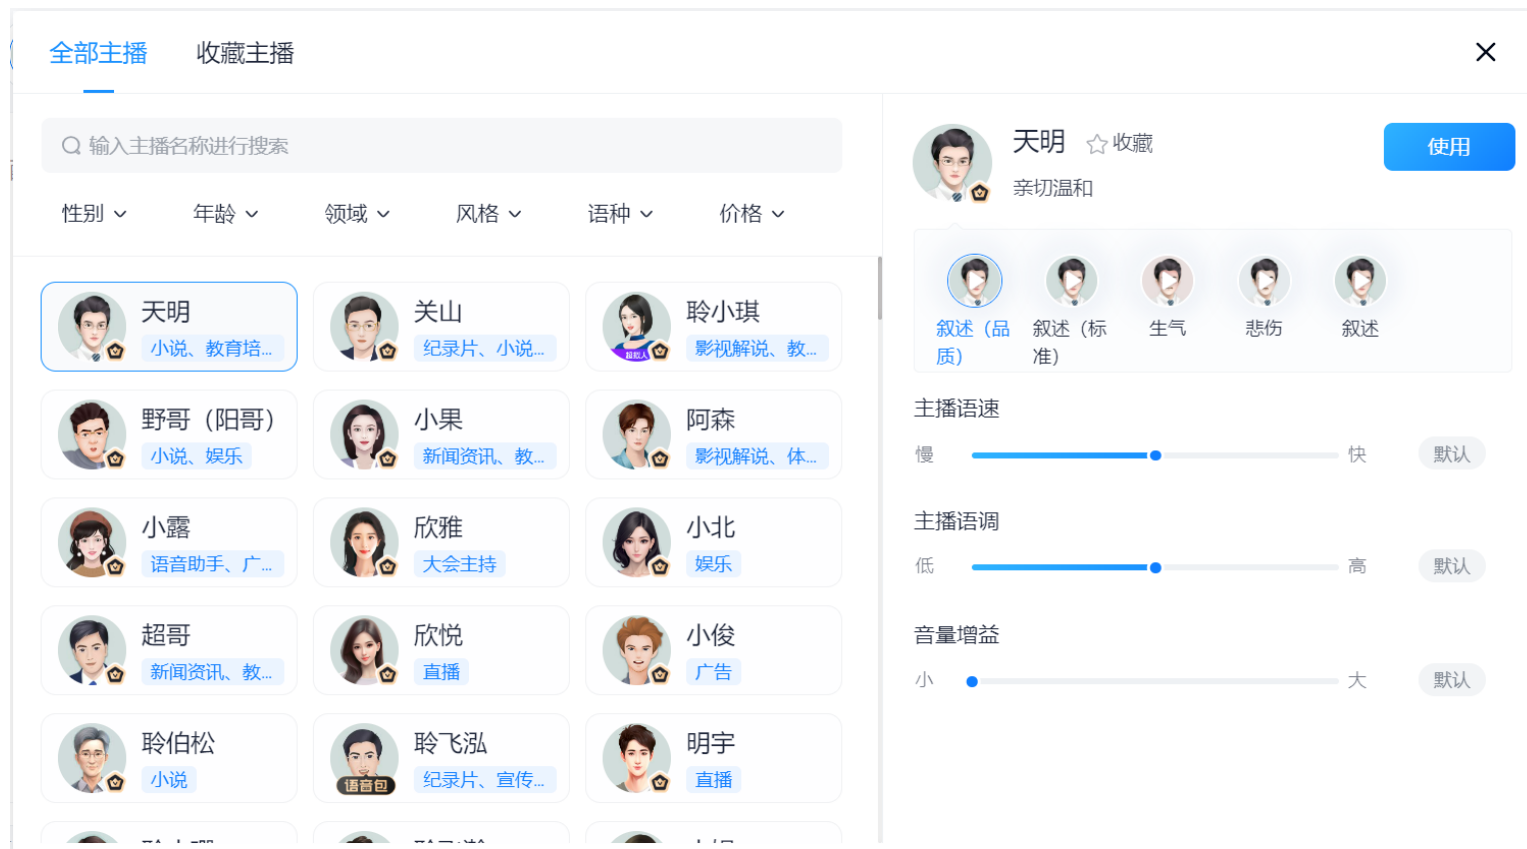 全部主播
收藏主播
输入主播名称进行搜索
性别
年龄
领域
风格
语种
价格
天明
小说、教育培...
关山
纪录片、小说...
聆小琪
影视解说、教...
超拟人
野哥（阳哥）
小说、娱乐
小果
新闻资讯、教...
阿森
影视解说、体...
小露
语音助手、广...
欣雅
大会主持
小北
娱乐
超哥
新闻资讯、教...
欣悦
直播
小俊
广告
聆伯松
小说
聆飞泓
纪录片、宣传...
语音包
明宇
直播
天明
收藏
使用
亲切温和
叙述（品
质）
叙述（标
准）
生气
悲伤
叙述
主播语速
慢
快
默认
主播语调
低
高
默认
音量增益
小
大
默认